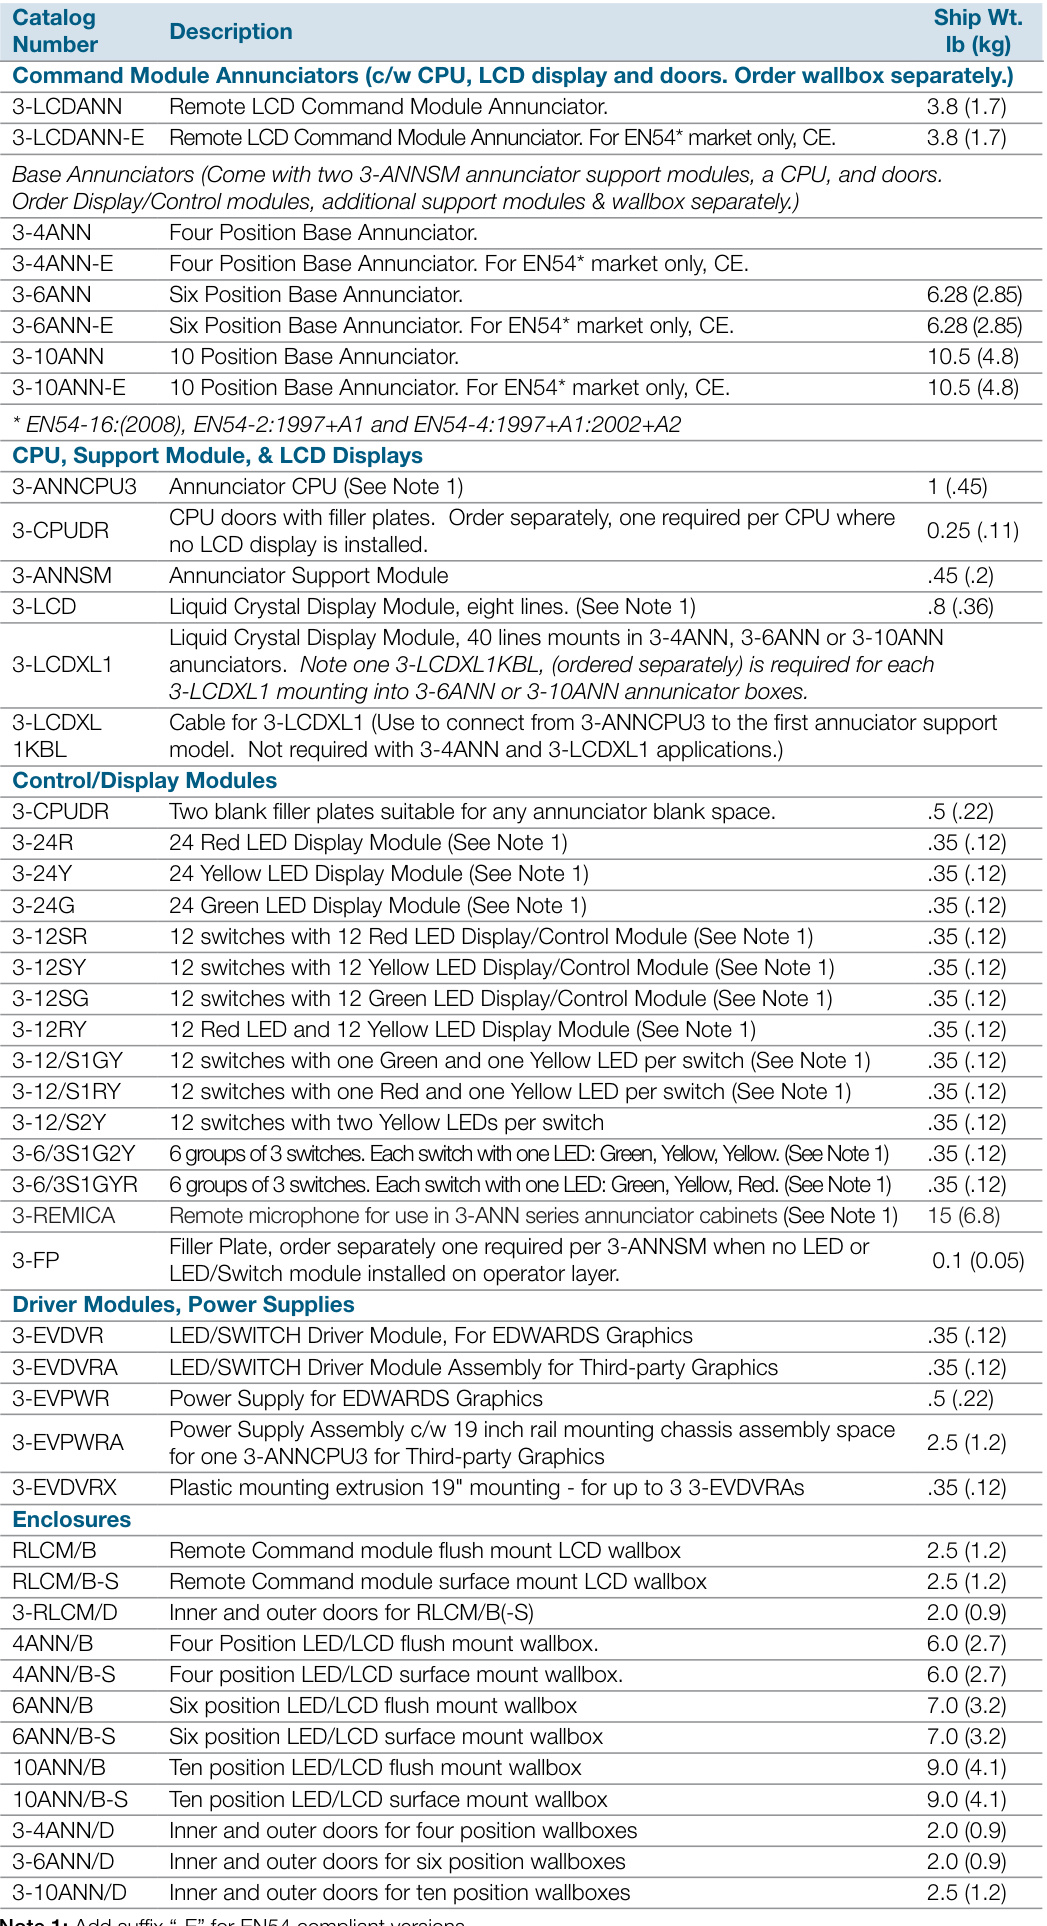 Catalog Number Description Ship Wt. lb (kg)
Command Module Annunciators (c/w CPU, LCD display and doors. Order wallbox separately.)
3-LCDANN Remote LCD Command Module Annunciator. 3.8 (1.7)
3-LCDANN-E Remote LCD Command Module Annunciator. For EN54* market only, CE. 3.8 (1.7)
Base Annunciators (Come with two 3-ANNSM annunciator support modules, a CPU, and doors.
Order Display/Control modules, additional support modules & wallbox separately.)
3-4ANN Four Position Base Annunciator.
3-4ANN-E Four Position Base Annunciator. For EN54* market only, CE.
3-6ANN Six Position Base Annunciator. 6.28 (2.85)
3-6ANN-E Six Position Base Annunciator. For EN54* market only, CE. 6.28 (2.85)
3-10ANN 10 Position Base Annunciator. 10.5 (4.8)
3-10ANN-E 10 Position Base Annunciator. For EN54* market only, CE. 10.5 (4.8)
* EN54-16:(2008), EN54-2:1997+A1 and EN54-4:1997+A1:2002+A2
CPU, Support Module, & LCD Displays
3-ANNCPU3 Annunciator CPU (See Note 1) 1 (.45)
3-CPUDR CPU doors with filler plates. Order separately, one required per CPU where
no LCD display is installed. 0.25 (.11)
3-ANNSM Annunciator Support Module .45 (.2)
3-LCD Liquid Crystal Display Module, eight lines. (See Note 1) .8 (.36)
3-LCDXL1 Liquid Crystal Display Module, 40 lines mounts in 3-4ANN, 3-6ANN or 3-10ANN
anunciators. Note one 3-LCDXL1KBL, (ordered separately) is required for each
3-LCDXL1 mounting into 3-6ANN or 3-10ANN annunicator boxes.
3-LCDXL Cable for 3-LCDXL1 (Use to connect from 3-ANNCPU3 to the first annuciator support
1KBL model. Not required with 3-4ANN and 3-LCDXL1 applications.)
Control/Display Modules
3-CPUDR Two blank filler plates suitable for any annunciator blank space. .5 (.22)
3-24R 24 Red LED Display Module (See Note 1) .35 (.12)
3-24Y 24 Yellow LED Display Module (See Note 1) .35 (.12)
3-24G 24 Green LED Display Module (See Note 1) .35 (.12)
3-12SR 12 switches with 12 Red LED Display/Control Module (See Note 1) .35 (.12)
3-12SY 12 switches with 12 Yellow LED Display/Control Module (See Note 1) .35 (.12)
3-12SG 12 switches with 12 Green LED Display/Control Module (See Note 1) .35 (.12)
3-12RY 12 Red LED and 12 Yellow LED Display Module (See Note 1) .35 (.12)
3-12/S1GY 12 switches with one Green and one Yellow LED per switch (See Note 1) .35 (.12)
3-12/S1RY 12 switches with one Red and one Yellow LED per switch (See Note 1) .35 (.12)
3-12/S2Y 12 switches with two Yellow LEDs per switch .35 (.12)
3-6/3S1G2Y 6 groups of 3 switches. Each switch with one LED: Green, Yellow, Yellow. (See Note 1) .35 (.12)
3-6/3S1GYR 6 groups of 3 switches. Each switch with one LED: Green, Yellow, Red. (See Note 1) .35 (.12)
3-REMICA Remote microphone for use in 3-ANN series annunciator cabinets (See Note 1) 15 (6.8)
3-FP Filler Plate, order separately one required per 3-ANNSM when no LED or
LED/Switch module installed on operator layer. 0.1 (0.05)
Driver Modules, Power Supplies
3-EVDVR LED/SWITCH Driver Module, For EDWARDS Graphics .35 (.12)
3-EVDVRA LED/SWITCH Driver Module Assembly for Third-party Graphics .35 (.12)
3-EVPWR Power Supply for EDWARDS Graphics .5 (.22)
3-EVPWRA Power Supply Assembly c/w 19 inch rail mounting chassis assembly space
for one 3-ANNCPU3 for Third-party Graphics 2.5 (1.2)
3-EVDVRX Plastic mounting extrusion 19" mounting - for up to 3 3-EVDVRAs .35 (.12)
Enclosures
RLCM/B Remote Command module flush mount LCD wallbox 2.5 (1.2)
RLCM/B-S Remote Command module surface mount LCD wallbox 2.5 (1.2)
3-RLCM/D Inner and outer doors for RLCM/B(-S) 2.0 (0.9)
4ANN/B Four Position LED/LCD flush mount wallbox. 6.0 (2.7)
4ANN/B-S Four position LED/LCD surface mount wallbox. 6.0 (2.7)
6ANN/B Six position LED/LCD flush mount wallbox 7.0 (3.2)
6ANN/B-S Six position LED/LCD surface mount wallbox 7.0 (3.2)
10ANN/B Ten position LED/LCD flush mount wallbox 9.0 (4.1)
10ANN/B-S Ten position LED/LCD surface mount wallbox 9.0 (4.1)
3-4ANN/D Inner and outer doors for four position wallboxes 2.0 (0.9)
3-6ANN/D Inner and outer doors for six position wallboxes 2.0 (0.9)
3-10ANN/D Inner and outer doors for ten position wallboxes 2.5 (1.2)
Note 1: Add suffix “-E” for EN54 compliant versions